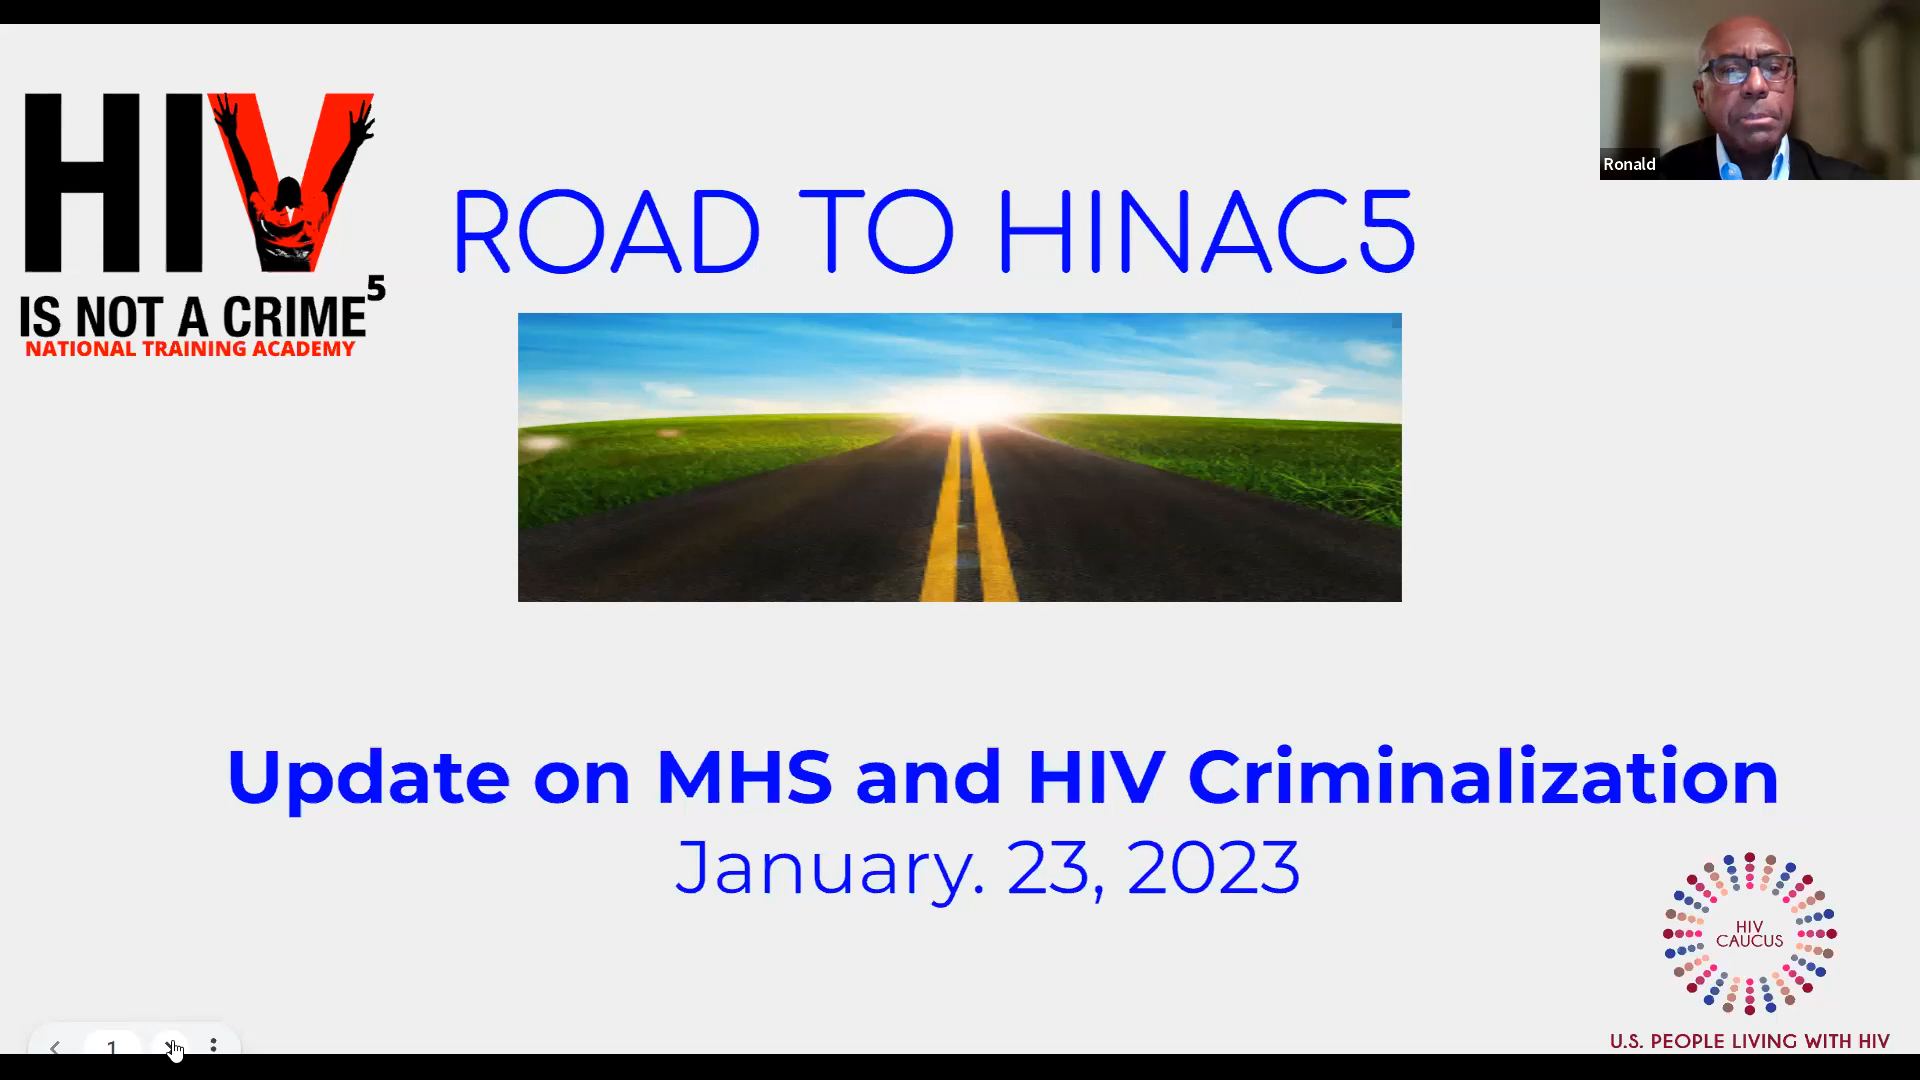 HIV
IS NOT A CRIME⁵
NATIONAL TRAINING ACADEMY
ROAD TO HINAC5
Ronald
Update on MHS and HIV Criminalization
January. 23, 2023
HIV
CAUCUS
U.S. PEOPLE LIVING WITH HIV
1